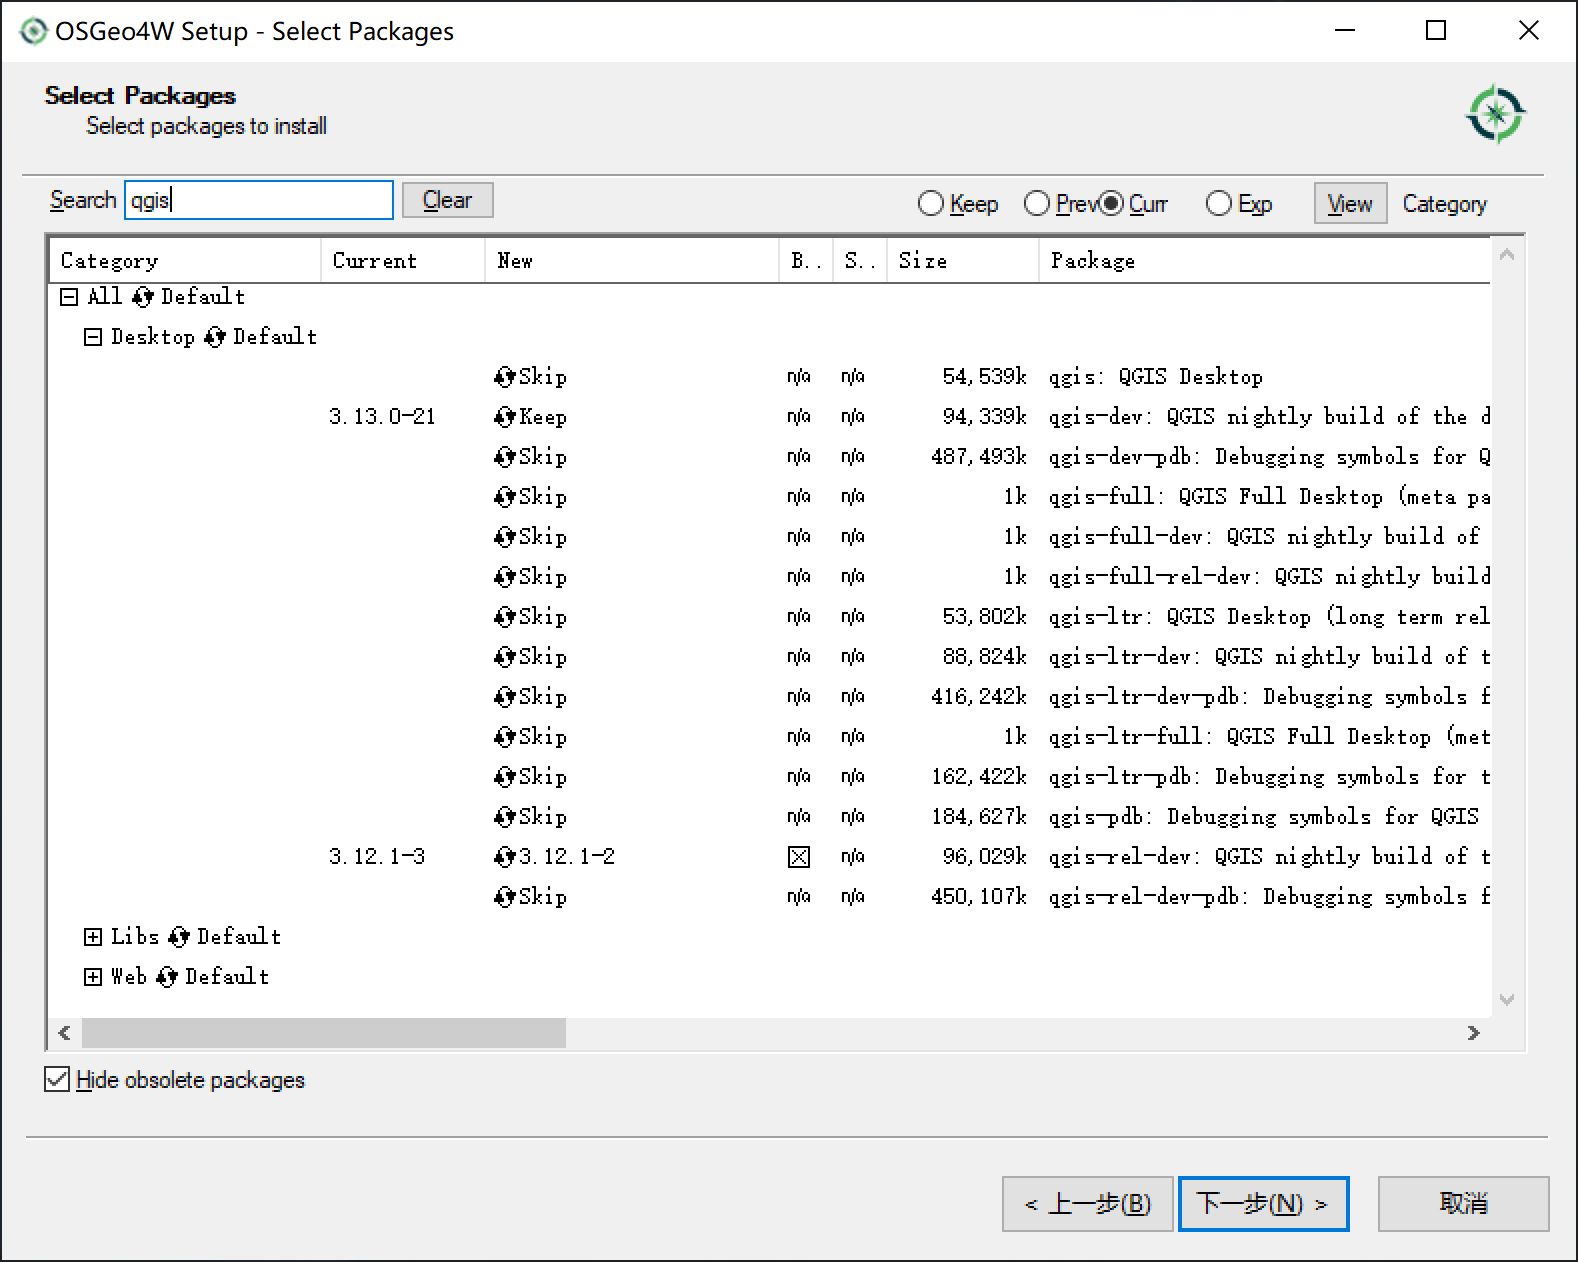 OSGeo4W Setup - Select Packages
Select Packages
Select packages to install
Search qgis Clear Keep Prev Curr Exp View Category
Category Current New B.. S.. Size Package
All Default
Desktop Default
Skip n/a n/a 54,539k qgis: QGIS Desktop
3.13.0-21 Keep n/a n/a 94,339k qgis-dev: QGIS nightly build of the d
Skip n/a n/a 487,493k qgis-dev-pdb: Debugging symbols for Q
Skip n/a n/a 1k qgis-full: QGIS Full Desktop (meta pa
Skip n/a n/a 1k qgis-full-dev: QGIS nightly build of
Skip n/a n/a 1k qgis-full-rel-dev: QGIS nightly build
Skip n/a n/a 53,802k qgis-ltr: QGIS Desktop (long term rel
Skip n/a n/a 88,824k qgis-ltr-dev: QGIS nightly build of t
Skip n/a n/a 416,242k qgis-ltr-dev-pdb: Debugging symbols f
Skip n/a n/a 1k qgis-ltr-full: QGIS Full Desktop (met
Skip n/a n/a 162,422k qgis-ltr-pdb: Debugging symbols for t
Skip n/a n/a 184,627k qgis-pdb: Debugging symbols for QGIS
3.12.1-3 3.12.1-2 n/a 96,029k qgis-rel-dev: QGIS nightly build of t
Skip n/a n/a 450,107k qgis-rel-dev-pdb: Debugging symbols f
Libs Default
Web Default
Hide obsolete packages
< 上一步(B) 下一步(N) > 取消